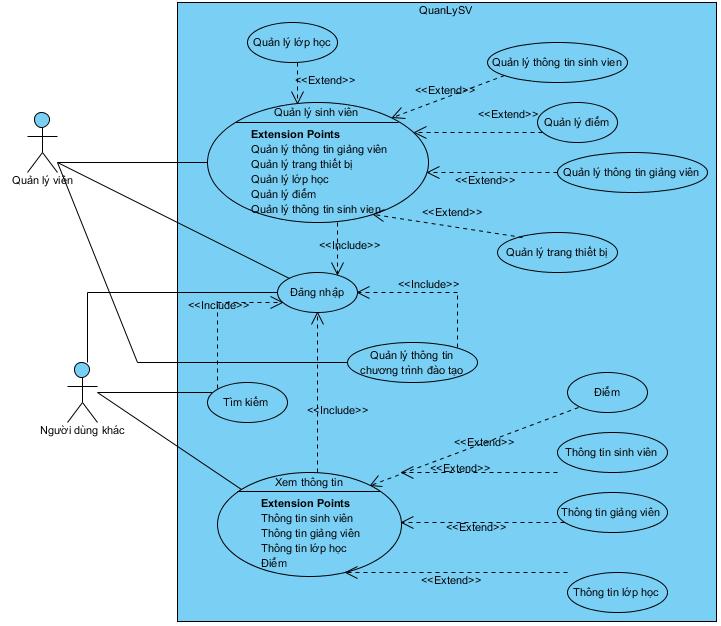 QuanLySV
Quản lý lớp học
<<Extend>>
Quản lý thông tin sinh vien
<<Extend>>
Quản lý sinh viên
Extension Points
Quản lý thông tin giảng viên
Quản lý trang thiết bị
Quản lý lớp học
Quản lý điểm
Quản lý thông tin sinh vien
<<Extend>>
Quản lý điểm
<<Extend>>
Quản lý thông tin giảng viên
<<Extend>>
Quản lý trang thiết bị
Quản lý viên
<<Include>>
Đăng nhập
<<Include>>
<<Include>>
Quản lý thông tin
chương trình đào tạo
Người dùng khác
Tìm kiếm
<<Include>>
Điểm
<<Extend>>
Thông tin sinh viên
<<Extend>>
Xem thông tin
Extension Points
Thông tin sinh viên
Thông tin giảng viên
Thông tin lớp học
Điểm
Thông tin giảng viên
<<Extend>>
<<Extend>>
Thông tin lớp học